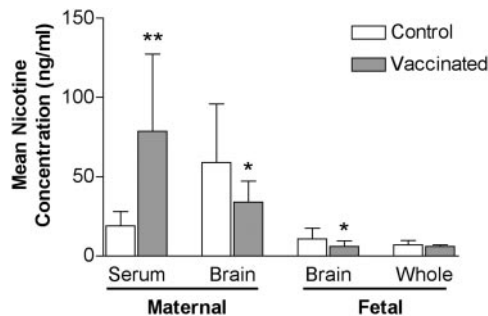 Mean Nicotine
Concentration (ng/ml)
150
100
50
0
**
*
*
Control
Vaccinated
Serum
Brain
Brain
Whole
Maternal
Fetal